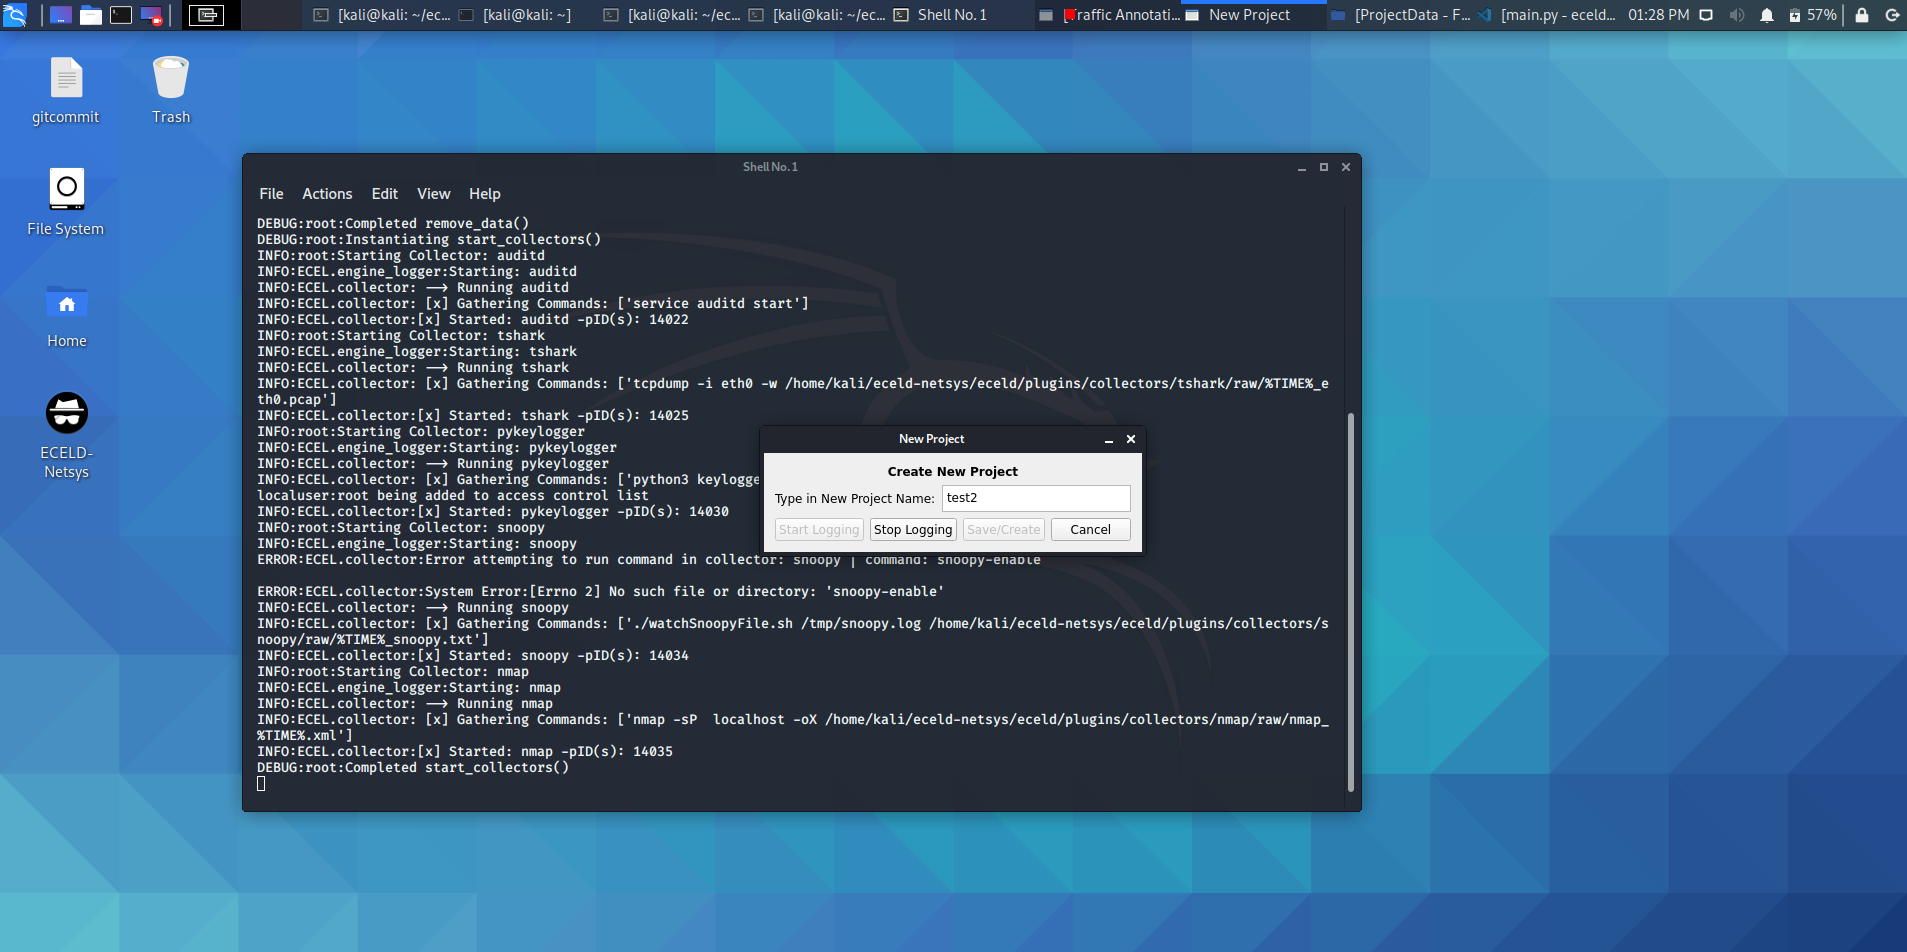 [kali@kali: ~/ec...
[kali@kali: ~]
[kali@kali: ~/ec...
[kali@kali: ~/ec...
Shell No. 1
[Traffic Annotati...
New Project
[ProjectData - F...
[main.py - eceld...
01:28 PM
57%
gitcommit
Trash
File System
Home
ECELD-
Netsys
Shell No. 1
File Actions Edit View Help
DEBUG:root:Completed remove_data()
DEBUG:root:Instantiating start_collectors()
INFO:root:Starting Collector: auditd
INFO:ECEL.engine_logger:Starting: auditd
INFO:ECEL.collector: --> Running auditd
INFO:ECEL.collector: [x] Gathering Commands: ['service auditd start']
INFO:ECEL.collector:[x] Started: auditd -pID(s): 14022
INFO:root:Starting Collector: tshark
INFO:ECEL.engine_logger:Starting: tshark
INFO:ECEL.collector: --> Running tshark
INFO:ECEL.collector: [x] Gathering Commands: ['tcpdump -i eth0 -w /home/kali/eceld-netsys/eceld/plugins/collectors/tshark/raw/%TIME%_e
th0.pcap']
INFO:ECEL.collector:[x] Started: tshark -pID(s): 14025
INFO:root:Starting Collector: pykeylogger
INFO:ECEL.engine_logger:Starting: pykeylogger
INFO:ECEL.collector: --> Running pykeylogger
INFO:ECEL.collector: [x] Gathering Commands: ['python3 keylogge
localuser:root being added to access control list
INFO:ECEL.collector:[x] Started: pykeylogger -pID(s): 14030
INFO:root:Starting Collector: snoopy
INFO:ECEL.engine_logger:Starting: snoopy
ERROR:ECEL.collector:Error attempting to run command in collector: snoopy | command: snoopy-enable
ERROR:ECEL.collector:System Error:[Errno 2] No such file or directory: 'snoopy-enable'
INFO:ECEL.collector: --> Running snoopy
INFO:ECEL.collector: [x] Gathering Commands: ['./watchSnoopyFile.sh /tmp/snoopy.log /home/kali/eceld-netsys/eceld/plugins/collectors/s
noopy/raw/%TIME%_snoopy.txt']
INFO:ECEL.collector:[x] Started: snoopy -pID(s): 14034
INFO:root:Starting Collector: nmap
INFO:ECEL.engine_logger:Starting: nmap
INFO:ECEL.collector: --> Running nmap
INFO:ECEL.collector: [x] Gathering Commands: ['nmap -sP  localhost -oX /home/kali/eceld-netsys/eceld/plugins/collectors/nmap/raw/nmap_
%TIME%.xml']
INFO:ECEL.collector:[x] Started: nmap -pID(s): 14035
DEBUG:root:Completed start_collectors()
New Project
Create New Project
Type in New Project Name: test2
Start Logging Stop Logging Save/Create Cancel